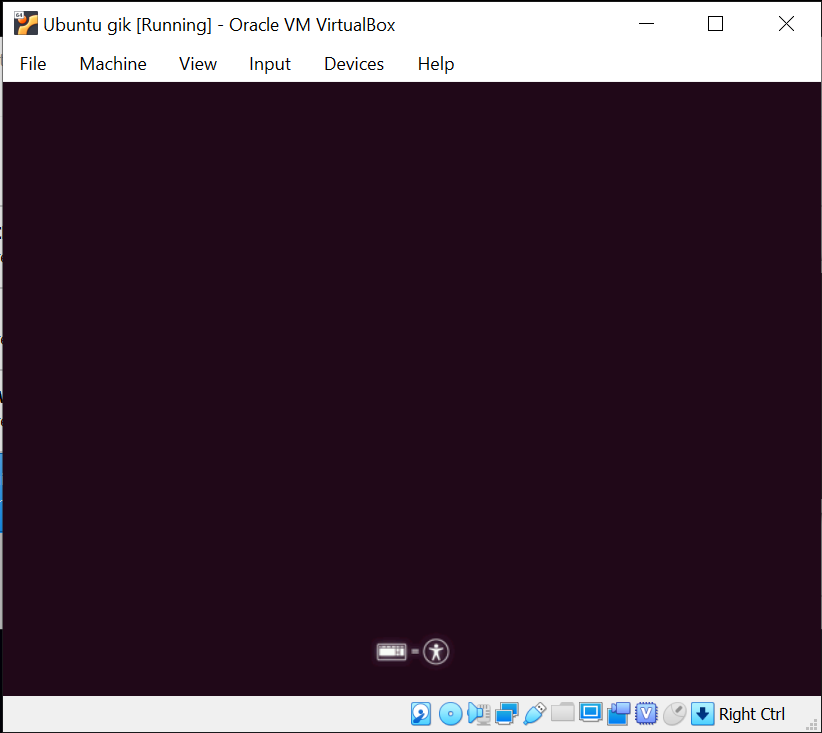 Ubuntu gik [Running] - Oracle VM VirtualBox
File Machine View Input Devices Help
Right Ctrl